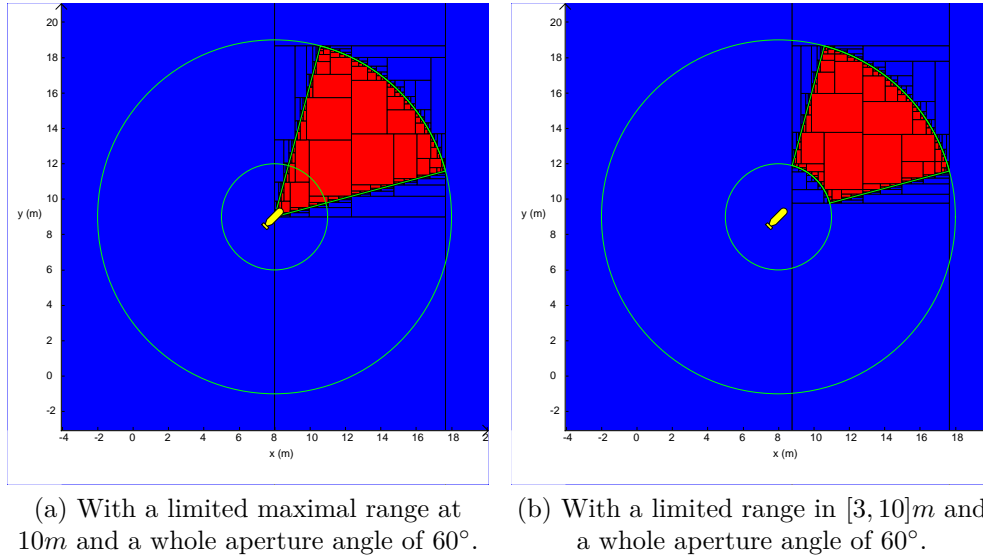 20
18
16
14
12
10
y (m)
8
6
4
2
0
-2
-4 -2 0 2 4 6 8 10 12 14 16 18 2
x (m)
20
18
16
14
12
10
y (m)
8
6
4
2
0
-2
-4 -2 0 2 4 6 8 10 12 14 16 18
x (m)
(a) With a limited maximal range at
10m and a whole aperture angle of 60°.
(b) With a limited range in [3, 10]m and
a whole aperture angle of 60°.